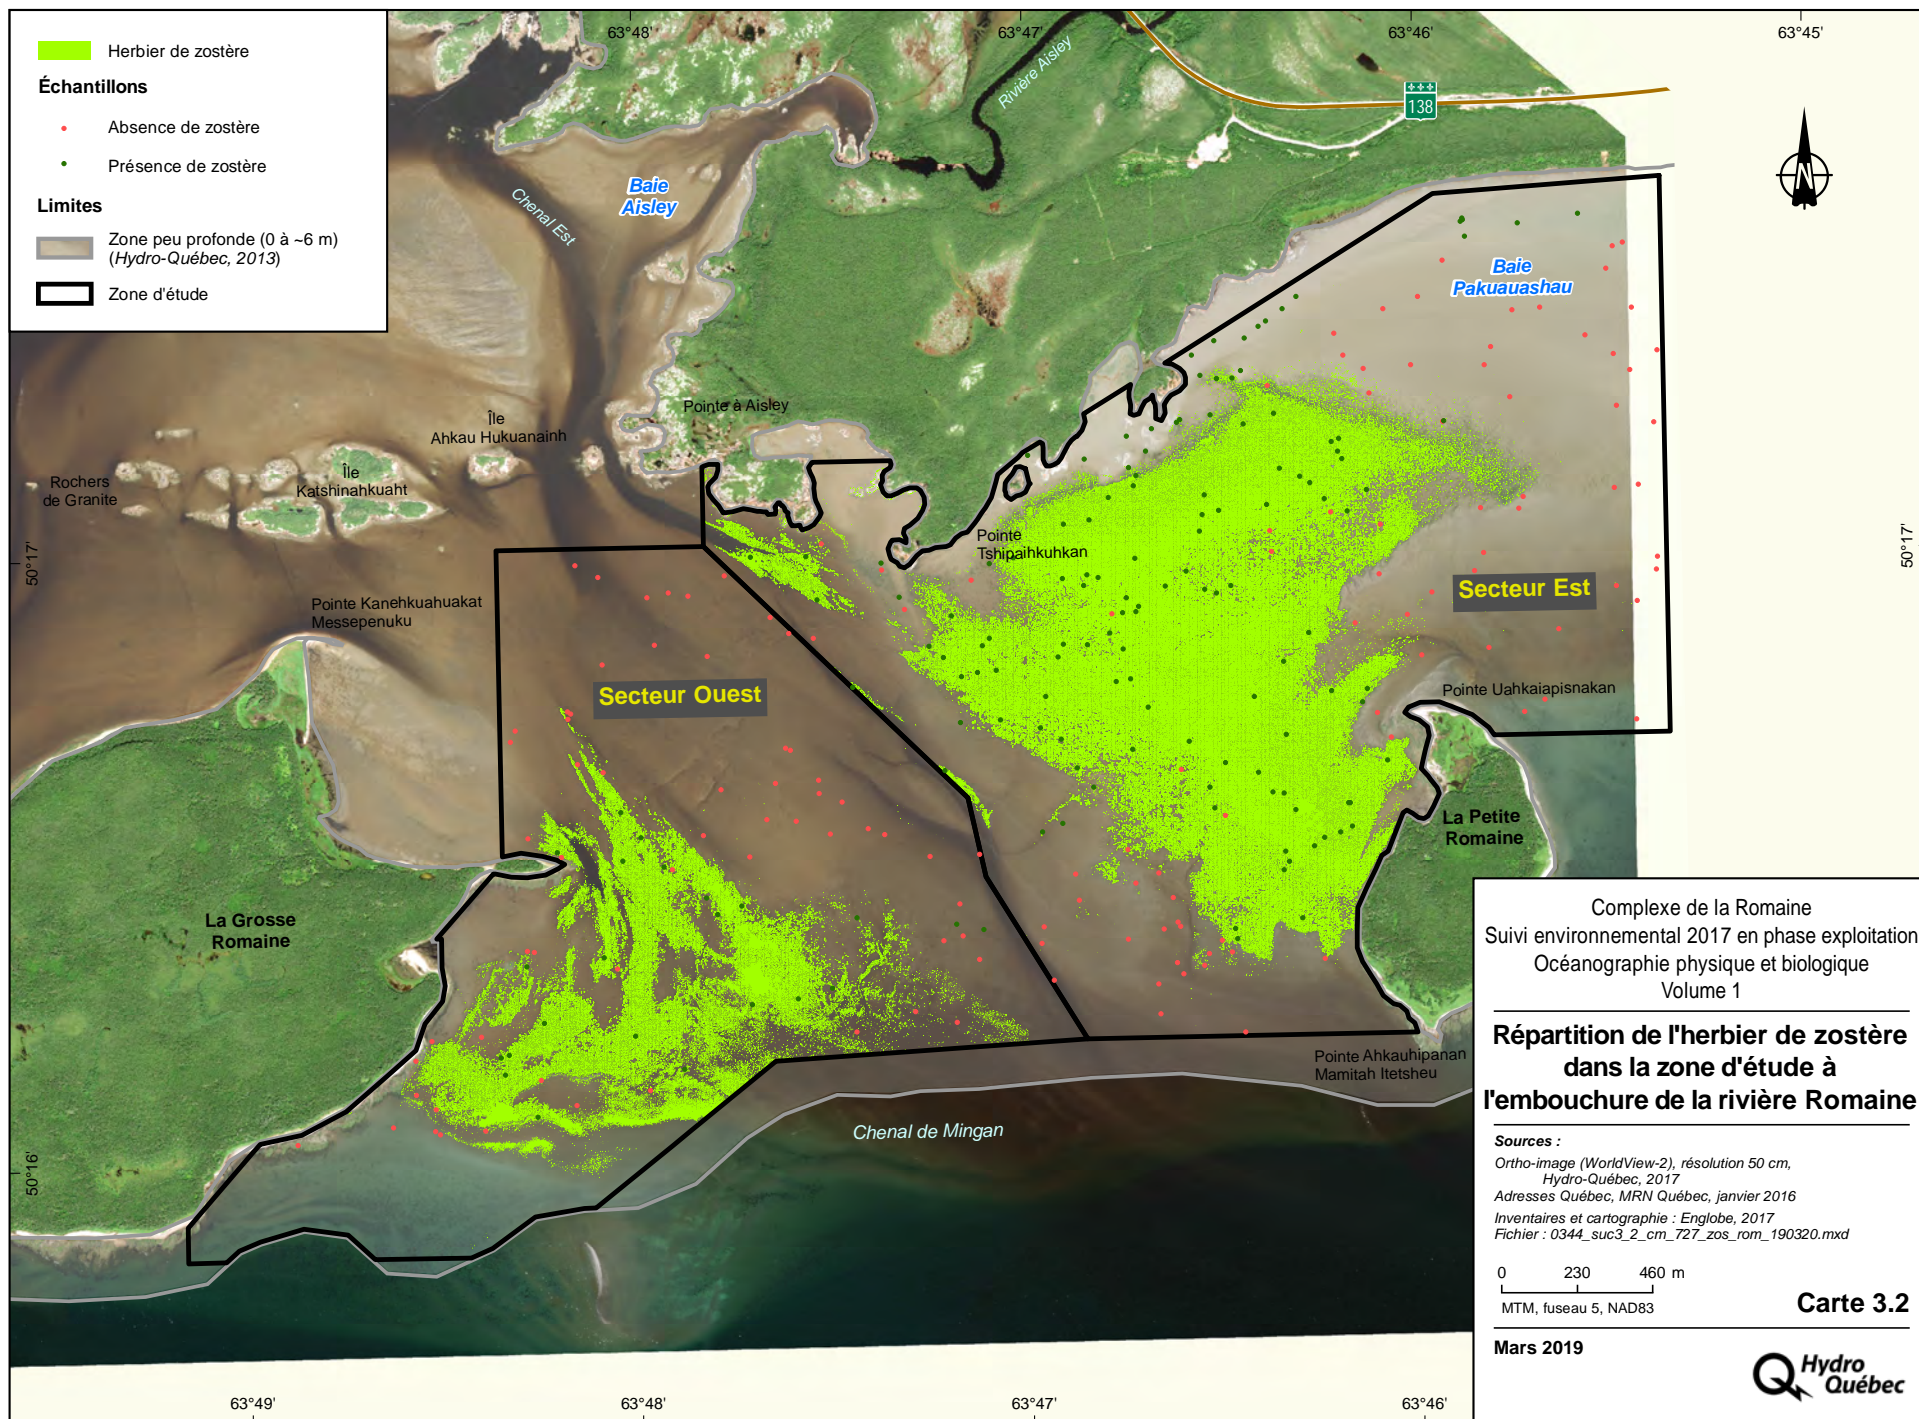 Herbier de zostère
Échantillons
Absence de zostère
Présence de zostère
Limites
Zone peu profonde (0 à ~6 m)
(Hydro-Québec, 2013)
Zone d'étude
63°48'
63°47'
63°46'
63°45'
Rivière Aisley
138
Chenal Est
Baie
Aisley
Baie
Pakuauashau
Pointe à Aisley
Île
Ahkau Hukuanainh
Île
Katshinahkuaht
Rochers
de Granite
Pointe
Tshipaihkuhkan
50°17'
50°17'
Pointe Kanehkuahuakat
Messepenuku
Secteur Est
Secteur Ouest
Pointe Uahkaiapisnakan
La Petite
Romaine
La Grosse
Romaine
Pointe Ahkauhipanan
Mamitah Itetsheu
Chenal de Mingan
50°16'
63°49'
63°48'
63°47'
63°46'
Complexe de la Romaine
Suivi environnemental 2017 en phase exploitation
Océanographie physique et biologique
Volume 1
Répartition de l'herbier de zostère
dans la zone d'étude à
l'embouchure de la rivière Romaine
Sources :
Ortho-image (WorldView-2), résolution 50 cm,
Hydro-Québec, 2017
Adresses Québec, MRN Québec, janvier 2016
Inventaires et cartographie : Englobe, 2017
Fichier : 0344_suc3_2_cm_727_zos_rom_190320.mxd
0 230 460 m
MTM, fuseau 5, NAD83
Carte 3.2
Mars 2019
Hydro
Québec
N